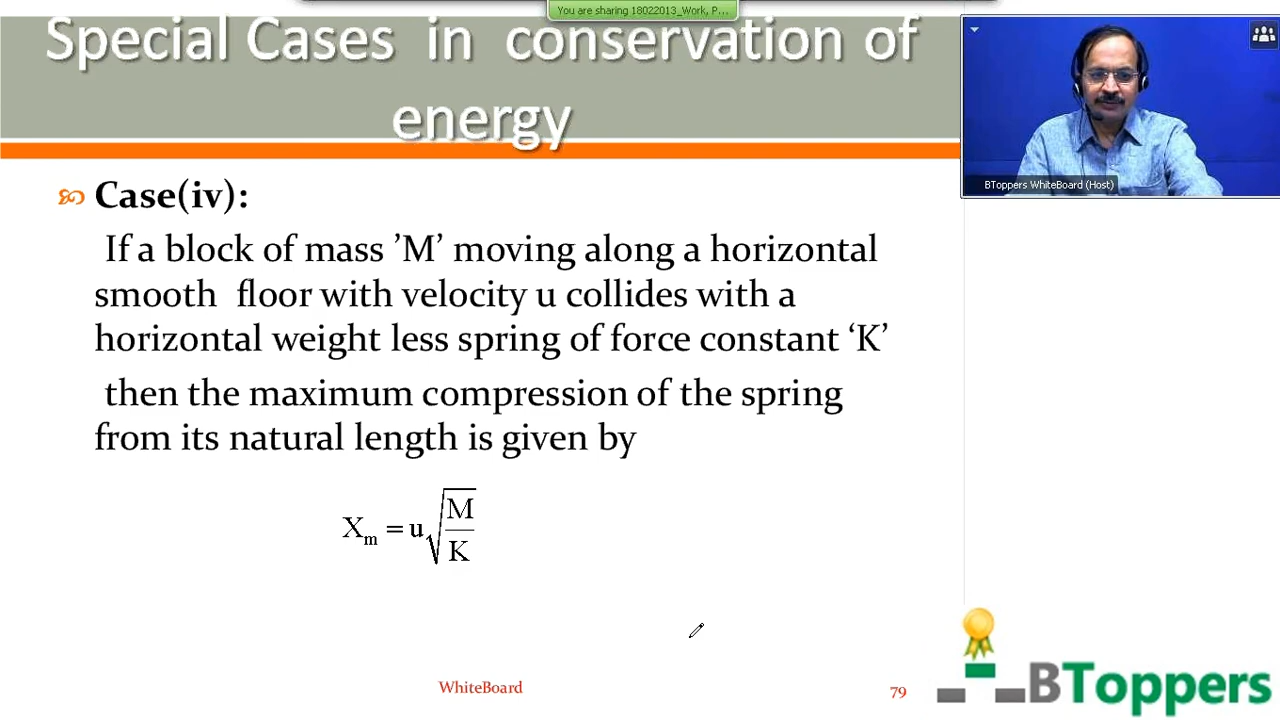 You are sharing 18022013_Work, P...
Special Cases in conservation of
energy
BToppers WhiteBoard (Host)
Case(iv):
If a block of mass ’M’ moving along a horizontal
smooth floor with velocity u collides with a
horizontal weight less spring of force constant ‘K’
then the maximum compression of the spring
from its natural length is given by
Xₘ = u√(M/K)
WhiteBoard
79
BToppers